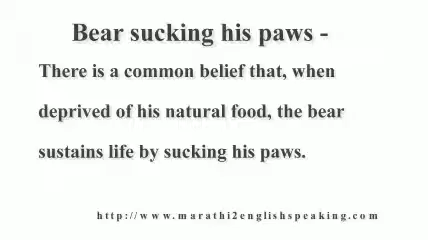 Bear sucking his paws -
There is a common belief that, when
deprived of his natural food, the bear
sustains life by sucking his paws.
http://www.marathi2englishspeaking.com